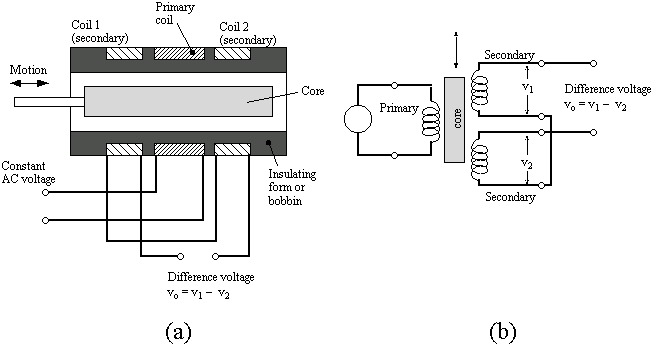 Primary
coil
Coil 1
(secondary)
Coil 2
(secondary)
Motion
Core
Constant
AC voltage
Insulating
form or
bobbin
Difference voltage
vo = v1 – v2
(a)
Secondary
Primary
core
v1
Difference voltage
vo = v1 – v2
v2
Secondary
(b)